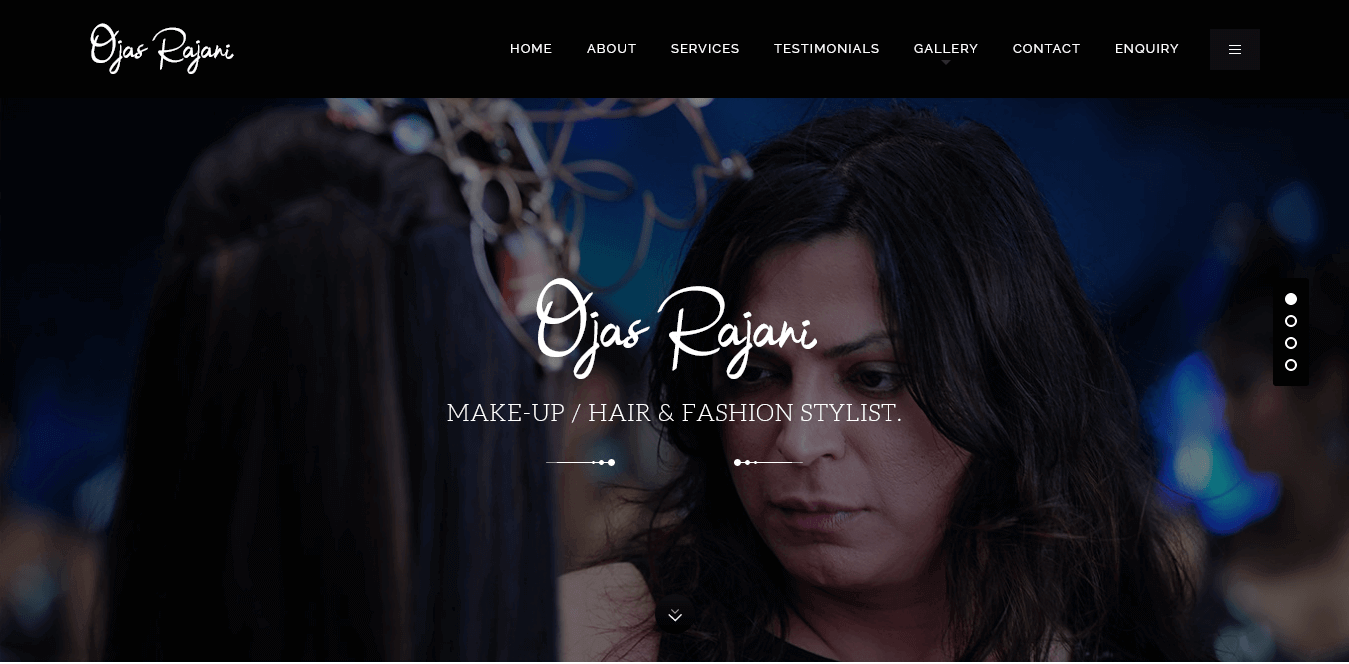 Ojas Rajani
HOME ABOUT SERVICES TESTIMONIALS GALLERY CONTACT ENQUIRY
Ojas Rajani
MAKE-UP / HAIR & FASHION STYLIST.